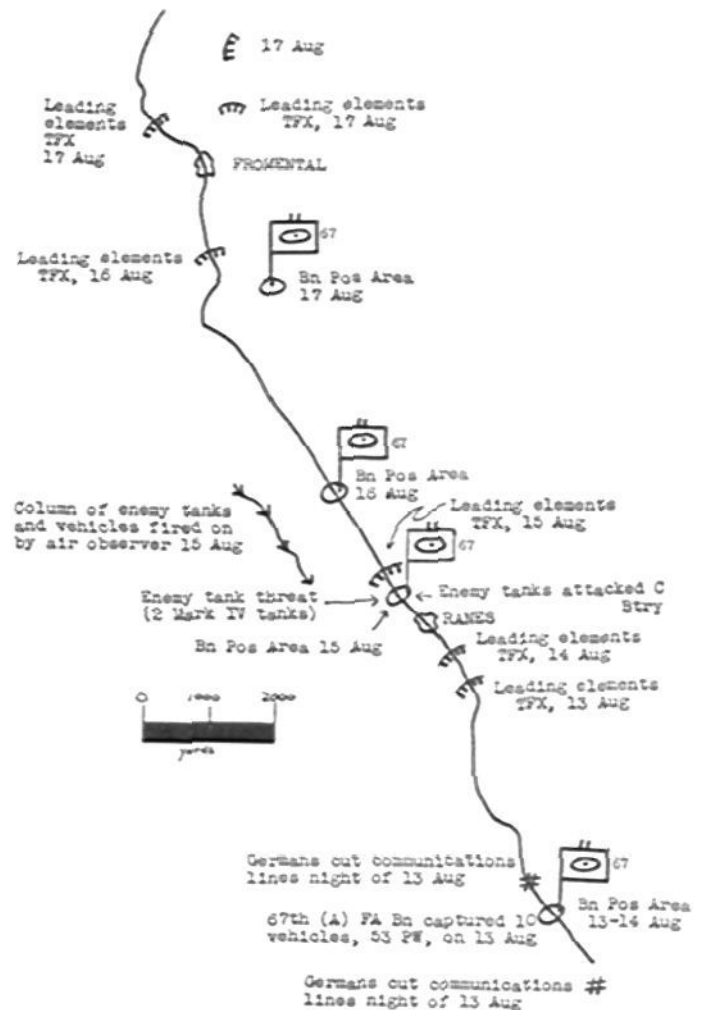 17 Aug
Leading
elements
TFX
17 Aug
Leading elements
TFX, 17 Aug
FROMENTAL
67
Leading elements
TFX, 16 Aug
Bn Pos Area
17 Aug
67
Bn Pos Area
16 Aug
Column of enemy tanks
and vehicles fired on
by air observer 15 Aug
Leading elements
TFX, 15 Aug
67
Enemy tank threat
(2 Mark IV tanks)
Enemy tanks attacked C
Btry
RANES
Bn Pos Area 15 Aug
Leading elements
TFX, 14 Aug
Leading elements
TFX, 13 Aug
0 1000 2000
yards
Germans cut communications
lines night of 13 Aug
67
Bn Pos Area
13-14 Aug
67th (A) FA Bn captured 10
vehicles, 53 PW, on 13 Aug
Germans cut communications
lines night of 13 Aug